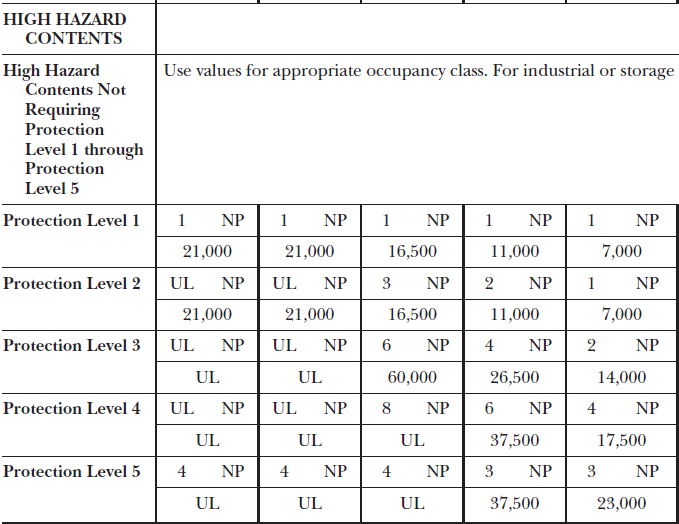 HIGH HAZARD
CONTENTS
High Hazard
Contents Not
Requiring
Protection
Level 1 through
Protection
Level 5
Use values for appropriate occupancy class. For industrial or storage
Protection Level 1 1 NP 1 NP 1 NP 1 NP 1 NP
21,000 21,000 16,500 11,000 7,000
Protection Level 2 UL NP UL NP 3 NP 2 NP 1 NP
21,000 21,000 16,500 11,000 7,000
Protection Level 3 UL NP UL NP 6 NP 4 NP 2 NP
UL UL 60,000 26,500 14,000
Protection Level 4 UL NP UL NP 8 NP 6 NP 4 NP
UL UL UL 37,500 17,500
Protection Level 5 4 NP 4 NP 4 NP 3 NP 3 NP
UL UL UL 37,500 23,000